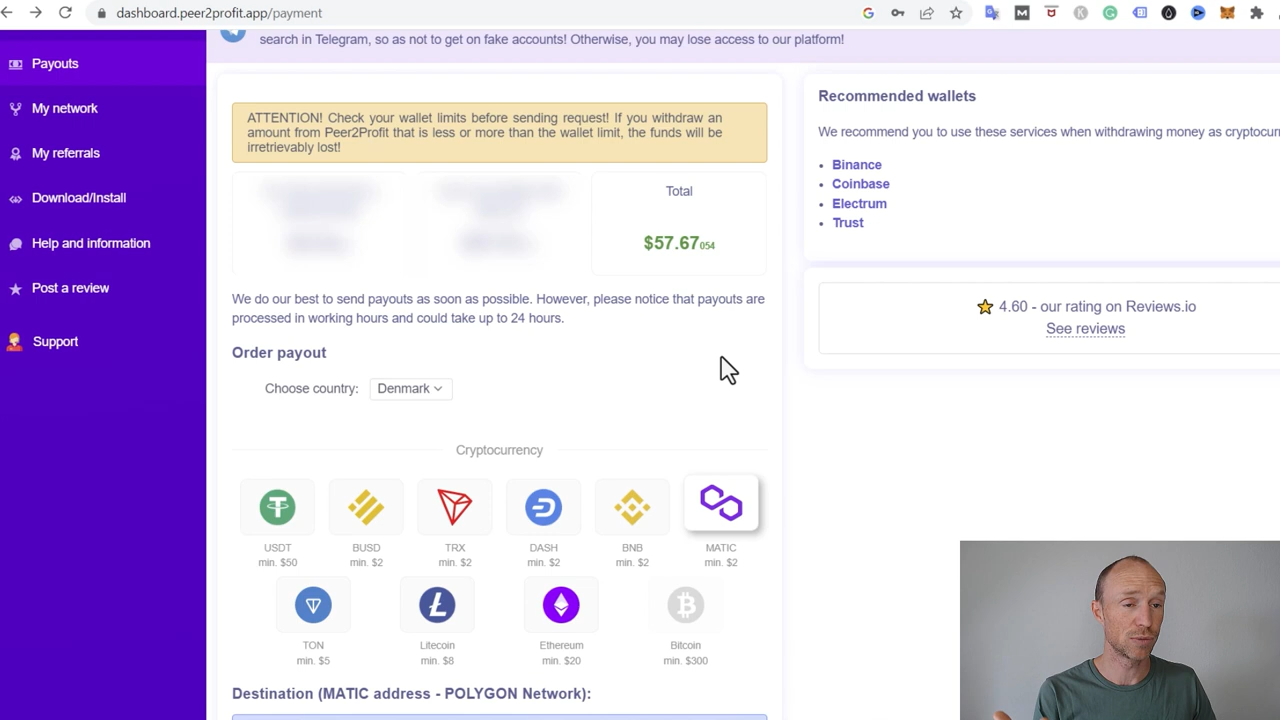 dashboard.peer2profit.app/payment
search in Telegram, so as not to get on fake accounts! Otherwise, you may lose access to our platform!
Payouts
My network
My referrals
Download/Install
Help and information
Post a review
Support
ATTENTION! Check your wallet limits before sending request! If you withdraw an
amount from Peer2Profit that is less or more than the wallet limit, the funds will be
irretrievably lost!
Total
$57.67054
We do our best to send payouts as soon as possible. However, please notice that payouts are
processed in working hours and could take up to 24 hours.
Order payout
Choose country: Denmark
Cryptocurrency
USDT BUSD TRX DASH BNB MATIC
min. $50 min. $2 min. $2 min. $2 min. $2 min. $2
TON Litecoin Ethereum Bitcoin
min. $5 min. $8 min. $20 min. $300
Destination (MATIC address - POLYGON Network):
Recommended wallets
We recommend you to use these services when withdrawing money as
Binance
Coinbase
Electrum
Trust
4.60 - our rating on Reviews.io
See reviews